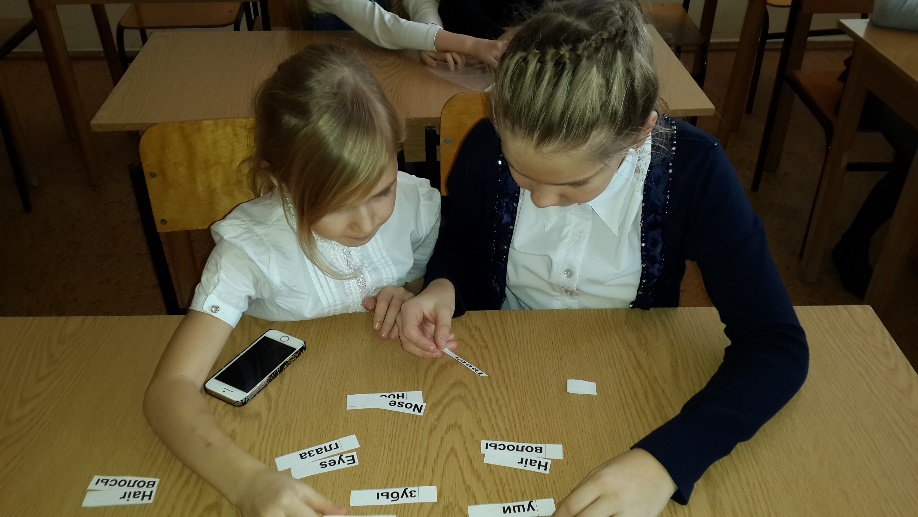 Nose
нос
Eyes
глаза
Hair
волосы
Hair
волосы
зубы
уши